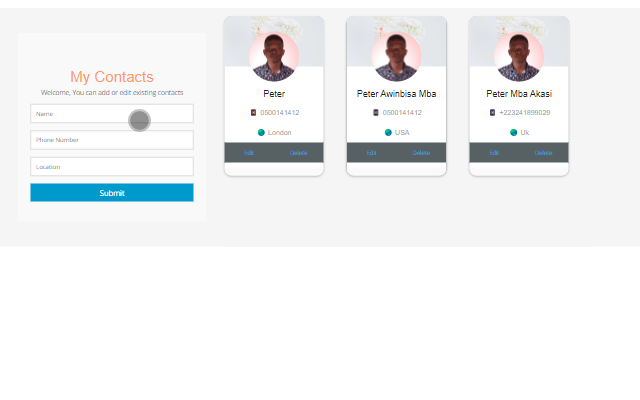 My Contacts
Welcome, You can add or edit existing contacts
Name
Phone Number
Location
Submit
Peter
0500141412
London
Edit Delete
Peter Awinbisa Mba
0500141412
USA
Edit Delete
Peter Mba Akasi
+223241899029
Uk
Edit Delete